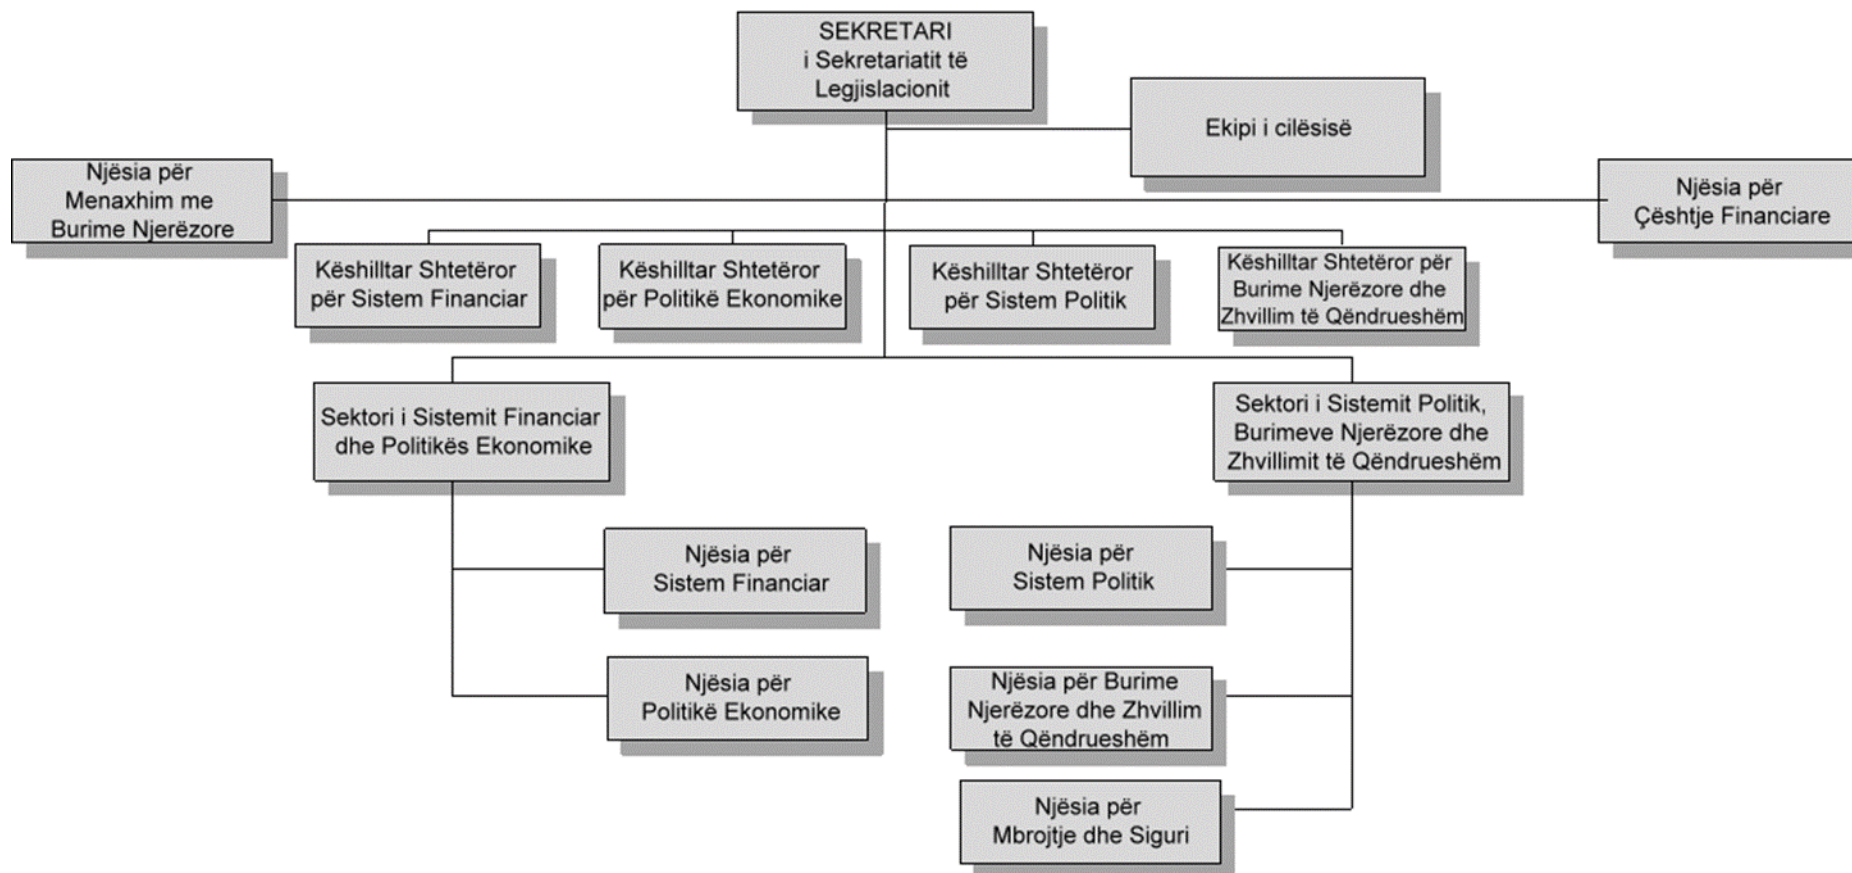 SEKRETARI
i Sekretariatit të
Legjislacionit
Ekipi i cilësisë
Njësia për
Menaxhim me
Burime Njerëzore
Njësia për
Çështje Financiare
Këshilltar Shtetëror
për Sistem Financiar
Këshilltar Shtetëror
për Politikë Ekonomike
Këshilltar Shtetëror
për Sistem Politik
Këshilltar Shtetëror për
Burime Njerëzore dhe
Zhvillim të Qëndrueshëm
Sektori i Sistemit Financiar
dhe Politikës Ekonomike
Sektori i Sistemit Politik,
Burimeve Njerëzore dhe
Zhvillimit të Qëndrueshëm
Njësia për
Sistem Financiar
Njësia për
Sistem Politik
Njësia për
Politikë Ekonomike
Njësia për Burime
Njerëzore dhe Zhvillim
të Qëndrueshëm
Njësia për
Mbrojtje dhe Siguri